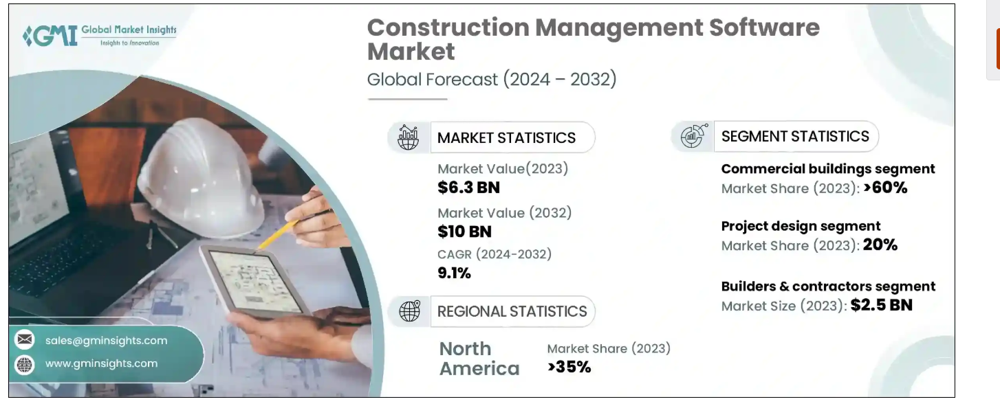 GMI Global Market Insights
Insights to Innovation
Construction Management Software
Market
Global Forecast (2024 – 2032)
MARKET STATISTICS
Market Value(2023)
$6.3 BN
Market Value (2032)
$10 BN
CAGR (2024-2032)
9.1%
REGIONAL STATISTICS
North
America
Market Share (2023)
>35%
SEGMENT STATISTICS
Commercial buildings segment
Market Share (2023): >60%
Project design segment
Market Share (2023): 20%
Builders & contractors segment
Market Size (2023): $2.5 BN
sales@gminsights.com
www.gminsights.com